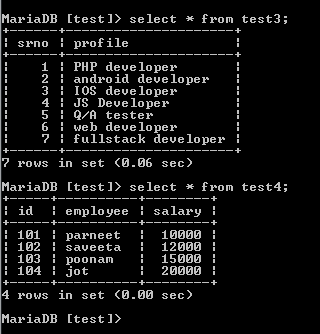 MariaDB [test]> select * from test3;
+------+---------------------+
| srno | profile             |
+------+---------------------+
|    1 | PHP developer       |
|    2 | android developer   |
|    3 | IOS developer       |
|    4 | JS Developer        |
|    5 | Q/A tester          |
|    6 | web developer       |
|    7 | fullstack developer |
+------+---------------------+
7 rows in set (0.06 sec)

MariaDB [test]> select * from test4;
+-----+----------+--------+
| id  | employee | salary |
+-----+----------+--------+
| 101 | parneet  |  10000 |
| 102 | saveeta  |  12000 |
| 103 | poonam   |  15000 |
| 104 | jot      |  20000 |
+-----+----------+--------+
4 rows in set (0.00 sec)

MariaDB [test]>